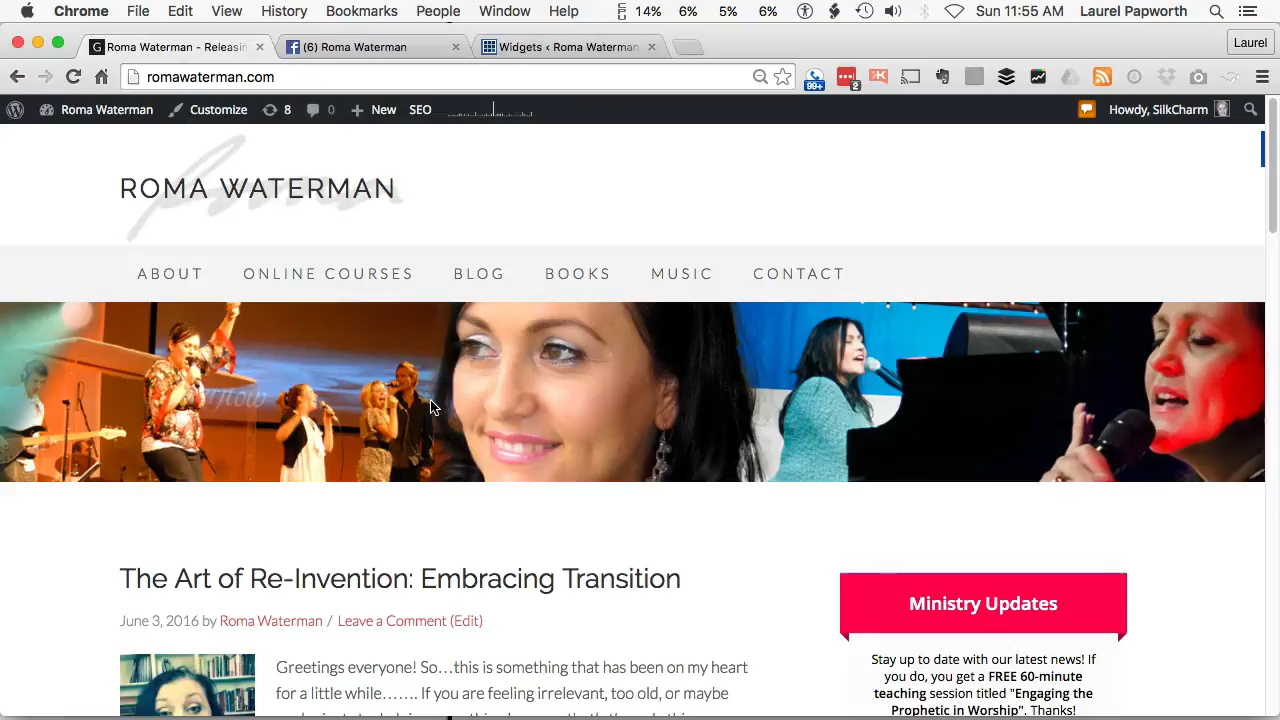 Chrome File Edit View History Bookmarks People Window Help 14% 6% 5% 6% Sun 11:55 AM Laurel Papworth
Roma Waterman - Releasin
(6) Roma Waterman
Widgets ‹ Roma Waterman
Laurel
romawaterman.com
99+
2
Roma Waterman Customize 8 0 New SEO Howdy, SilkCharm
ROMA WATERMAN
ABOUT ONLINE COURSES BLOG BOOKS MUSIC CONTACT
The Art of Re-Invention: Embracing Transition
June 3, 2016 by Roma Waterman / Leave a Comment (Edit)
Greetings everyone! So…this is something that has been on my heart
for a little while……. If you are feeling irrelevant, too old, or maybe
Ministry Updates
Stay up to date with our latest news! If
you do, you get a FREE 60-minute
teaching session titled "Engaging the
Prophetic in Worship". Thanks!